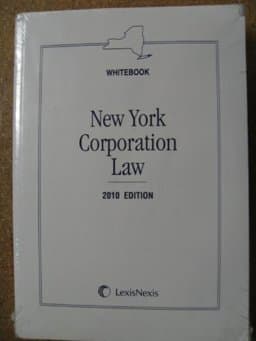 WHITEBOOK
New York
Corporation
Law
2010 EDITION
LexisNexis